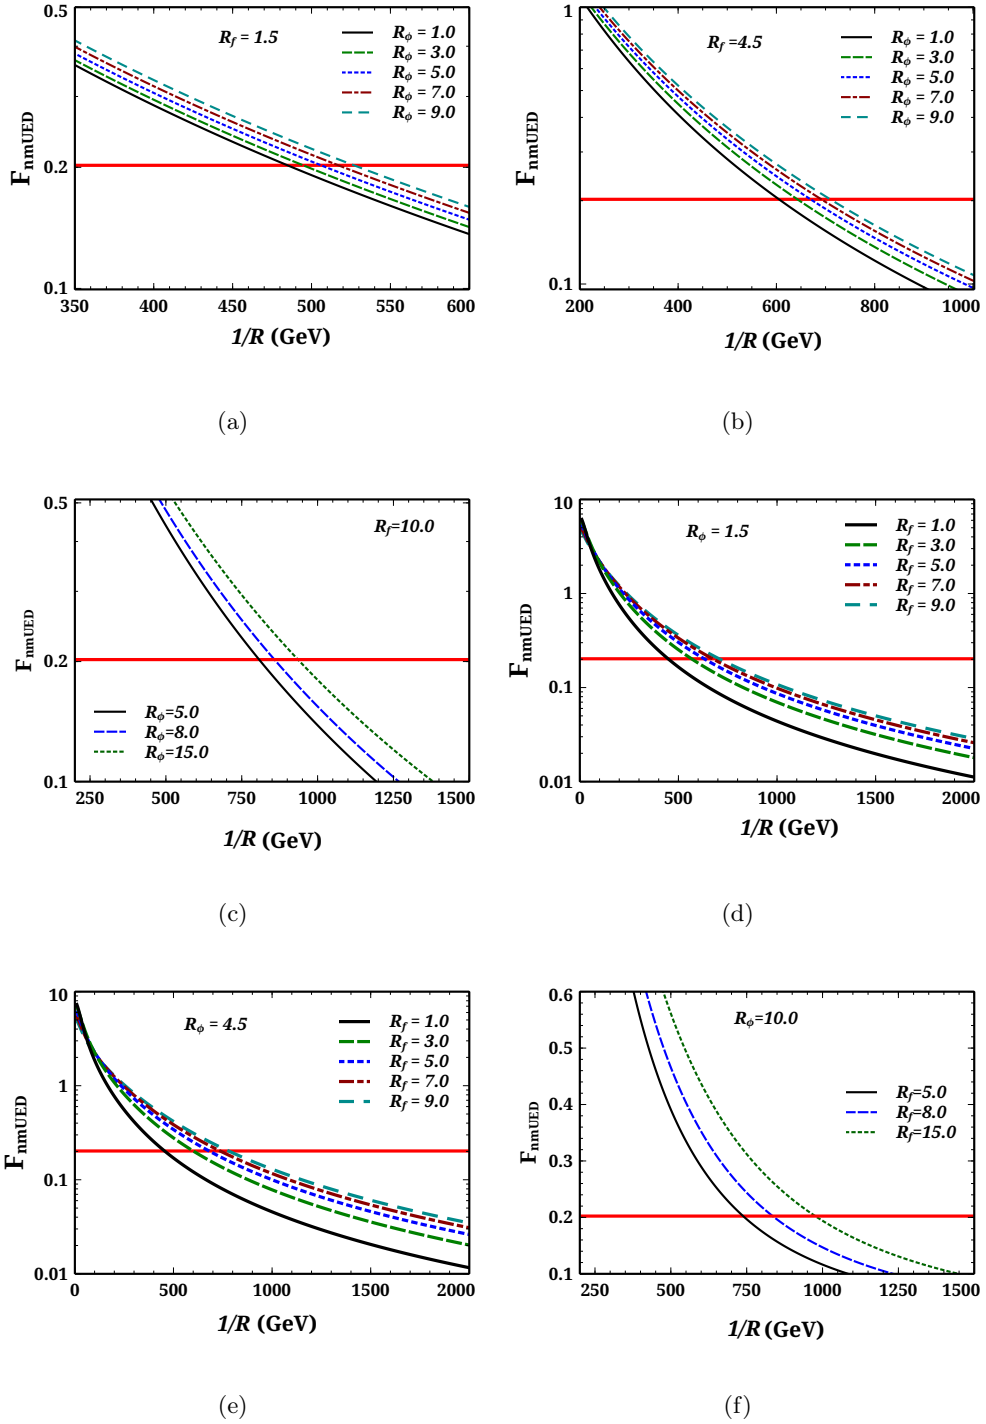 0.5
0.2
0.1
F_nmUED
R_f = 1.5
R_ϕ = 1.0
R_ϕ = 3.0
R_ϕ = 5.0
R_ϕ = 7.0
R_ϕ = 9.0
350 400 450 500 550 600
1/R (GeV)
(a)
1
0.1
F_nmUED
R_f =4.5
R_ϕ = 1.0
R_ϕ = 3.0
R_ϕ = 5.0
R_ϕ = 7.0
R_ϕ = 9.0
200 400 600 800 1000
1/R (GeV)
(b)
0.5
0.2
0.1
F_nmUED
R_f=10.0
R_ϕ=5.0
R_ϕ=8.0
R_ϕ=15.0
250 500 750 1000 1250 1500
1/R (GeV)
(c)
10
1
0.1
0.01
F_nmUED
R_ϕ = 1.5
R_f = 1.0
R_f = 3.0
R_f = 5.0
R_f = 7.0
R_f = 9.0
0 500 1000 1500 2000
1/R (GeV)
(d)
10
1
0.1
0.01
F_nmUED
R_ϕ = 4.5
R_f = 1.0
R_f = 3.0
R_f = 5.0
R_f = 7.0
R_f = 9.0
0 500 1000 1500 2000
1/R (GeV)
(e)
0.6
0.5
0.4
0.3
0.2
0.1
F_nmUED
R_ϕ=10.0
R_f=5.0
R_f=8.0
R_f=15.0
250 500 750 1000 1250 1500
1/R (GeV)
(f)